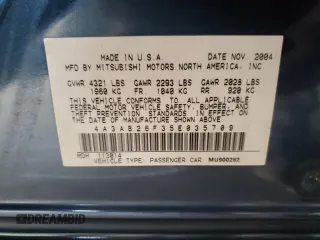 MADE IN U.S.A
DATE NOV 2004
MFD BY MITSUBISHI MOTORS NORTH AMERICA, INC
GVWR 4321 LBS GAWR 2293 LBS GAWR 2028 LBS
1960 KG FR 1040 KG RR 920 KG
THIS VEHICLE CONFORMS TO ALL APPLICABLE
FEDERAL MOTOR VEHICLE SAFETY, BUMPER, AND
THEFT PREVENTION STANDARDS IN EFFECT ON THE
DATE OF MANUFACTURE SHOWN ABOVE
4A3AB26F35E035709
115014
VEHICLE TYPE: PASSENGER CAR MU900292
DREAMBID